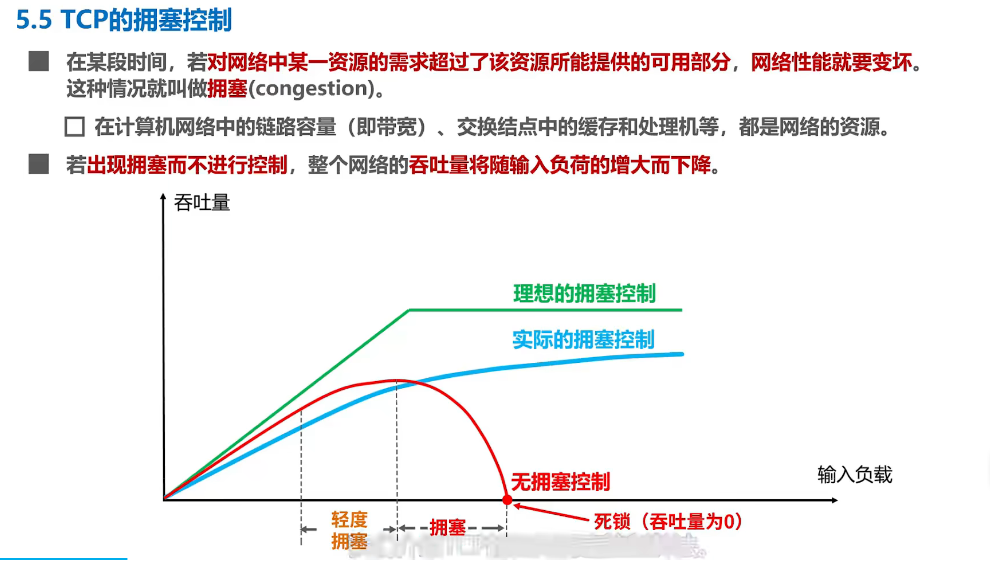 5.5 TCP的拥塞控制
在某段时间，若对网络中某一资源的需求超过了该资源所能提供的可用部分，网络性能就要变坏。
这种情况就叫做拥塞(congestion)。
在计算机网络中的链路容量（即带宽）、交换结点中的缓存和处理机等，都是网络的资源。
若出现拥塞而不进行控制，整个网络的吞吐量将随输入负荷的增大而下降。
吞吐量
理想的拥塞控制
实际的拥塞控制
无拥塞控制
输入负载
死锁（吞吐量为0）
轻度
拥塞
拥塞